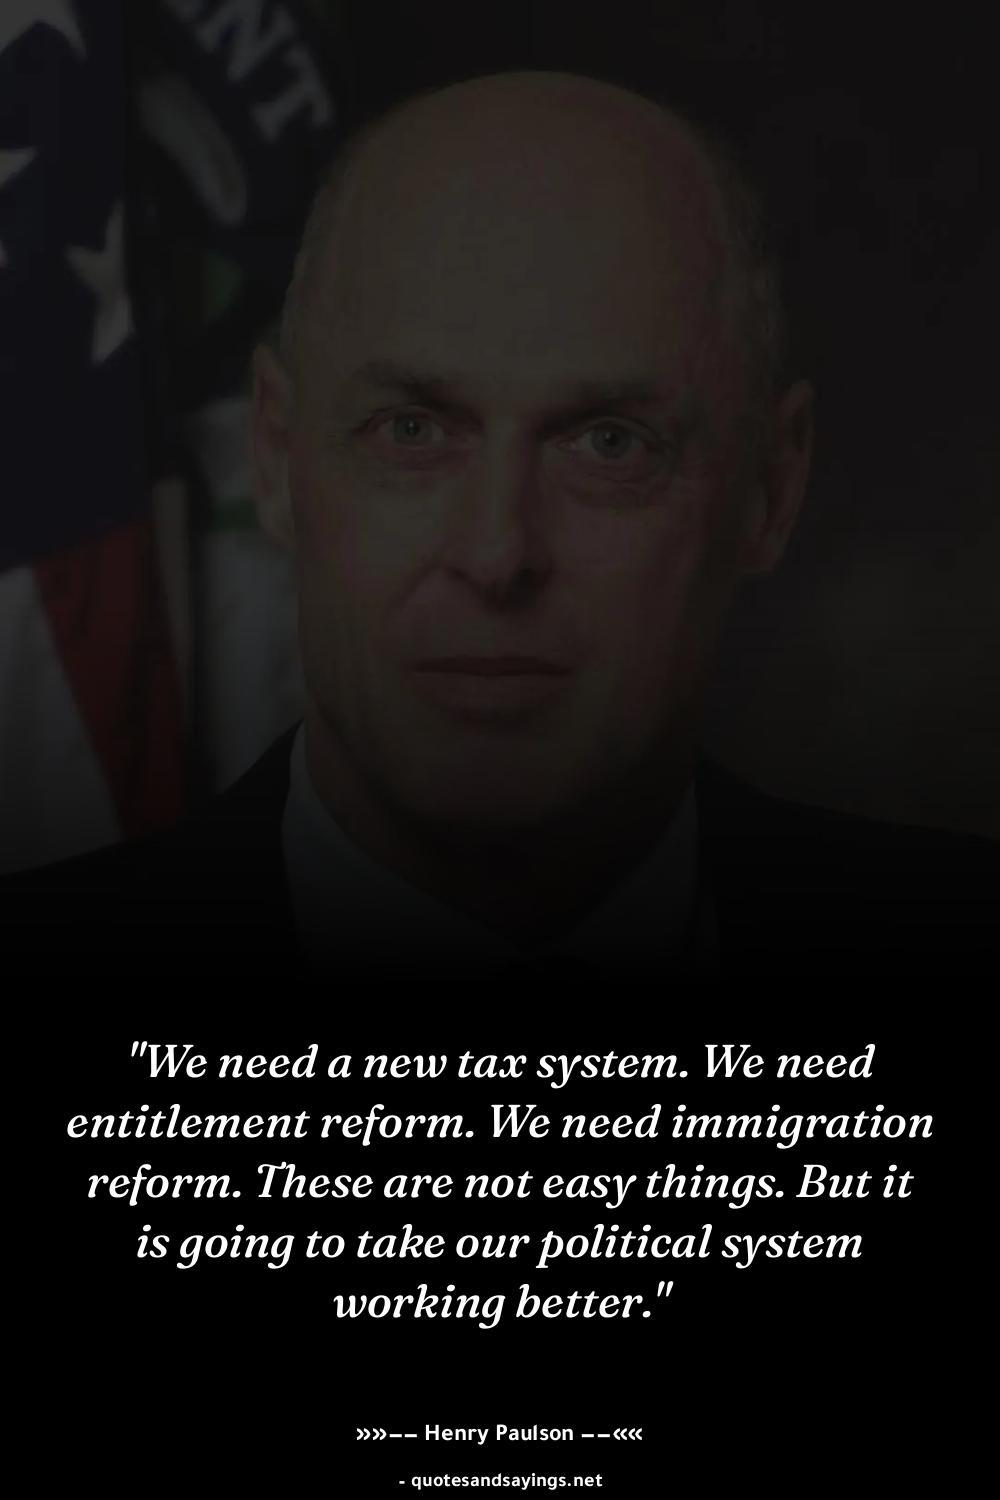 ENT
"We need a new tax system. We need
entitlement reform. We need immigration
reform. These are not easy things. But it
is going to take our political system
working better."
»»−− Henry Paulson −−««
- quotesandsayings.net